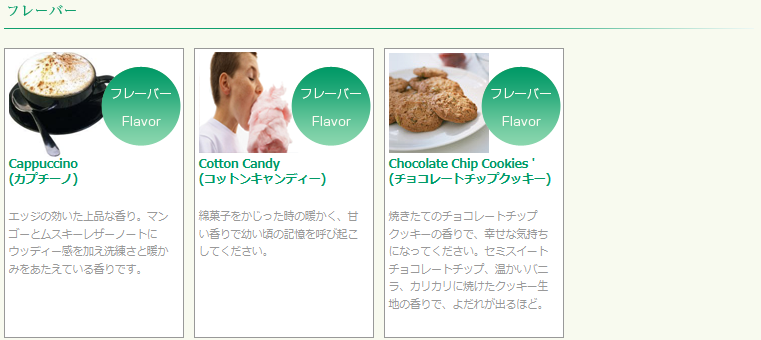 フレーバー
フレーバー
Flavor
Cappuccino
(カプチーノ)
エッジの効いた上品な香り。マン
ゴーとムスキーレザーノートに
ウッディー感を加え洗練さと暖か
みをあたえている香りです。
フレーバー
Flavor
Cotton Candy
(コットンキャンディー)
綿菓子をかじった時の暖かく、甘
い香りで幼い頃の記憶を呼び起こ
してください。
フレーバー
Flavor
Chocolate Chip Cookies '
(チョコレートチップクッキー)
焼きたてのチョコレートチップ
クッキーの香りで、幸せな気持ち
になってください。セミスイート
チョコレートチップ、温かいバニ
ラ、カリカリに焼けたクッキー生
地の香りで、よだれが出るほど。